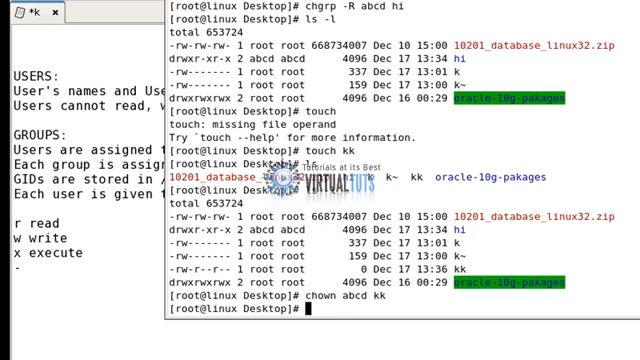 *k ×
USERS:
User's names and Use
Users cannot read, w
GROUPS:
Users are assigned t
Each group is assign
GIDs are stored in /
Each user is given t
r read
w write
x execute
-
[root@linux Desktop]# chgrp -R abcd hi
[root@linux Desktop]# ls -l
total 653724
-rw-rw-rw- 1 root root 668734007 Dec 10 15:00 10201_database_linux32.zip
drwxr-xr-x 2 abcd abcd 4096 Dec 17 13:34 hi
-rw------- 1 root root 337 Dec 17 13:01 k
-rw------- 1 root root 159 Dec 17 13:00 k~
drwxrwxrwx 2 root root 4096 Dec 16 00:29 oracle-10g-pakages
[root@linux Desktop]# touch
touch: missing file operand
Try `touch --help' for more information.
[root@linux Desktop]# touch kk
[root@linux Desktop]# ls
10201_database_ hi k k~ kk oracle-10g-pakages
[root@linux Desktop]#
Tutorials at its Best
VIRTUALTUTS
total 653724
-rw-rw-rw- 1 root root 668734007 Dec 10 15:00 10201_database_linux32.zip
drwxr-xr-x 2 abcd abcd 4096 Dec 17 13:34 hi
-rw------- 1 root root 337 Dec 17 13:01 k
-rw------- 1 root root 159 Dec 17 13:00 k~
-rw-r--r-- 1 root root 0 Dec 17 13:36 kk
drwxrwxrwx 2 root root 4096 Dec 16 00:29 oracle-10g-pakages
[root@linux Desktop]# chown abcd kk
[root@linux Desktop]#